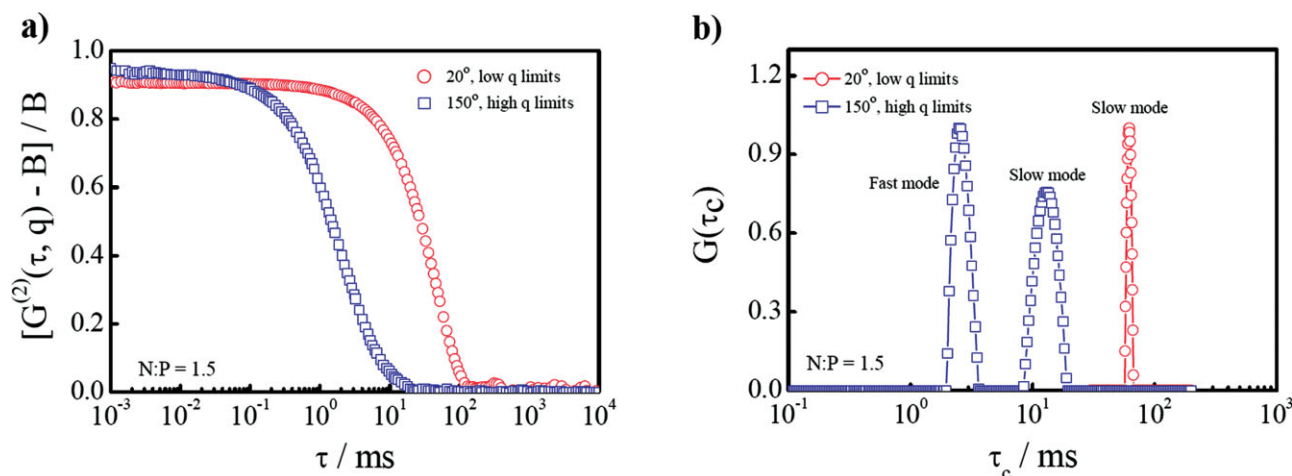 a)
[G(2)(τ, q) - B] / B
1.0
0.8
0.6
0.4
0.2
0.0
20°, low q limits
150°, high q limits
N:P = 1.5
10-3 10-2 10-1 100 101 102 103 104
τ / ms
b)
G(τc)
1.2
0.9
0.6
0.3
0.0
20°, low q limits
150°, high q limits
Slow mode
Fast mode
Slow mode
N:P = 1.5
10-1 100 101 102 103
τc / ms